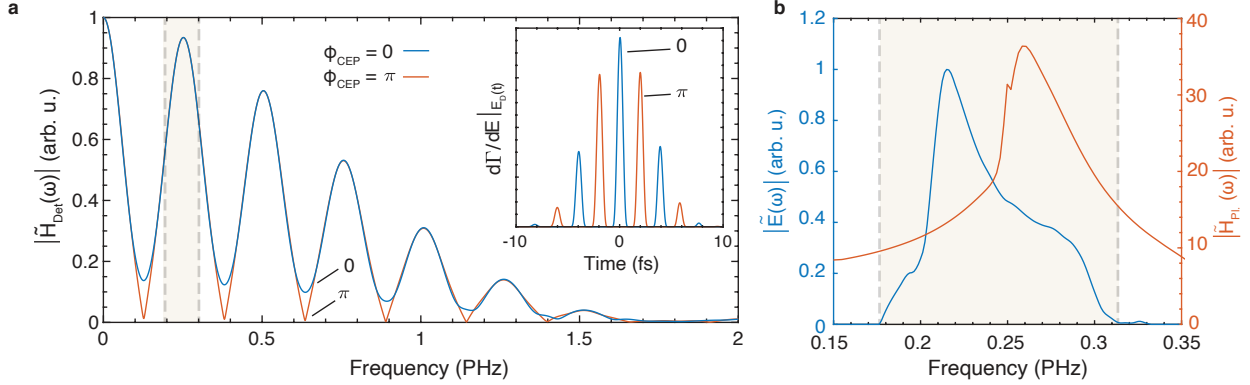 a
|H̃Det(ω)| (arb. u.)
1
0.8
0.6
0.4
0.2
0
ΦCEP = 0
ΦCEP = π
0
π
0 0.5 1 1.5 2
Frequency (PHz)
dΓ/dE|ED(t)
0
π
-10 0 10
Time (fs)
b
|Ẽ(ω)| (arb. u.)
1.2
1
0.8
0.6
0.4
0.2
0
40
30
20
10
0
|H̃Pl.(ω)| (arb. u.)
0.15 0.2 0.25 0.3 0.35
Frequency (PHz)